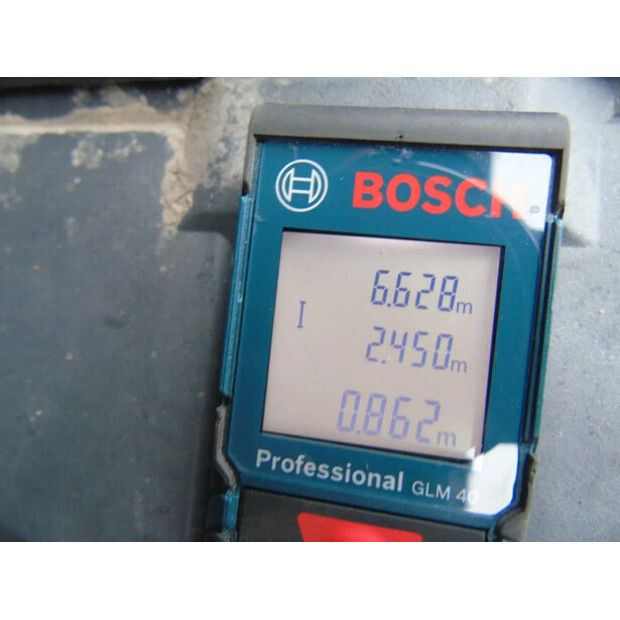 BOSCH
6.628m
I
2.450m
0.862m
Professional GLM 40